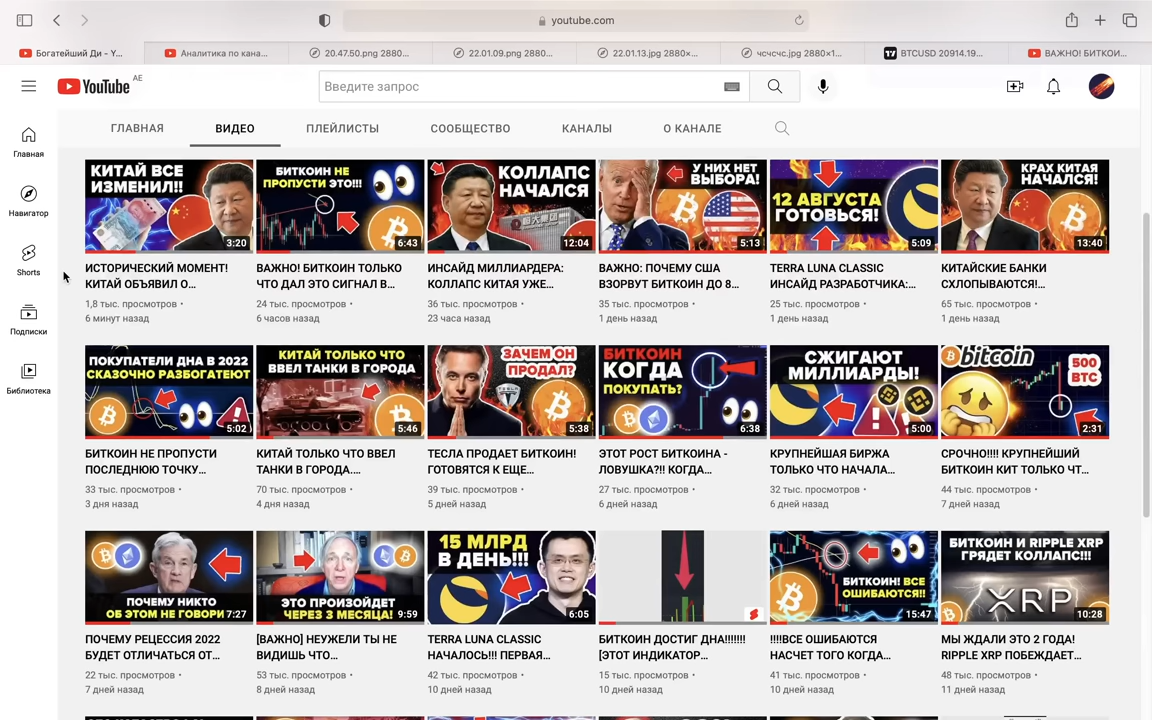 youtube.com
Богатейший Ди - Y...
Аналитика по кана...
20.47.50.png 2880...
22.01.09.png 2880...
22.01.13.jpg 2880×...
чсчсчс.jpg 2880×1...
BTCUSD 20914.19...
ВАЖНО! БИТКОИ...
YouTube AE
Введите запрос
ГЛАВНАЯ
ВИДЕО
ПЛЕЙЛИСТЫ
СООБЩЕСТВО
КАНАЛЫ
О КАНАЛЕ
Главная
Навигатор
Shorts
Подписки
Библиотека
КИТАЙ ВСЕ
ИЗМЕНИЛ!!
3:20
ИСТОРИЧЕСКИЙ МОМЕНТ!
КИТАЙ ОБЪЯВИЛ О...
1,8 тыс. просмотров •
6 минут назад
БИТКОИН НЕ
ПРОПУСТИ ЭТО!!!
6:43
ВАЖНО! БИТКОИН ТОЛЬКО
ЧТО ДАЛ ЭТО СИГНАЛ В...
24 тыс. просмотров •
6 часов назад
КОЛЛАПС
НАЧАЛСЯ
12:04
ИНСАЙД МИЛЛИАРДЕРА:
КОЛЛАПС КИТАЯ УЖЕ...
36 тыс. просмотров •
23 часа назад
У НИХ НЕТ
ВЫБОРА!
5:13
ВАЖНО: ПОЧЕМУ США
ВЗОРВУТ БИТКОИН ДО 8...
35 тыс. просмотров •
1 день назад
12 АВГУСТА
ГОТОВЬСЯ!
5:09
TERRA LUNA CLASSIC
ИНСАЙД РАЗРАБОТЧИКА:...
25 тыс. просмотров •
1 день назад
КРАХ КИТАЯ
НАЧАЛСЯ!
13:40
КИТАЙСКИЕ БАНКИ
СХЛОПЫВАЮТСЯ!...
65 тыс. просмотров •
1 день назад
ПОКУПАТЕЛИ ДНА В 2022
СКАЗОЧНО РАЗБОГАТЕЮТ
5:02
БИТКОИН НЕ ПРОПУСТИ
ПОСЛЕДНЮЮ ТОЧКУ...
33 тыс. просмотров •
3 дня назад
КИТАЙ ТОЛЬКО ЧТО
ВВЕЛ ТАНКИ В ГОРОДА
5:46
КИТАЙ ТОЛЬКО ЧТО ВВЕЛ
ТАНКИ В ГОРОДА....
70 тыс. просмотров •
4 дня назад
ЗАЧЕМ ОН
ПРОДАЛ?
TESLA
5:38
ТЕСЛА ПРОДАЕТ БИТКОИН!
ГОТОВЯТСЯ К ЕЩЕ...
39 тыс. просмотров •
5 дней назад
БИТКОИН
КОГДА
ПОКУПАТЬ?
6:38
ЭТОТ РОСТ БИТКОИНА -
ЛОВУШКА?!! КОГДА...
27 тыс. просмотров •
6 дней назад
СЖИГАЮТ
МИЛЛИАРДЫ!
5:00
КРУПНЕЙШАЯ БИРЖА
ТОЛЬКО ЧТО НАЧАЛА...
32 тыс. просмотров •
6 дней назад
bitcoin
500
BTC
2:31
СРОЧНО!!!! КРУПНЕЙШИЙ
БИТКОИН КИТ ТОЛЬКО ЧТ...
44 тыс. просмотров •
7 дней назад
ПОЧЕМУ НИКТО
ОБ ЭТОМ НЕ ГОВОРИ
7:27
ПОЧЕМУ РЕЦЕССИЯ 2022
БУДЕТ ОТЛИЧАТЬСЯ ОТ...
22 тыс. просмотров •
7 дней назад
ЭТО ПРОИЗОЙДЕТ
ЧЕРЕЗ 3 МЕСЯЦА!
9:59
[ВАЖНО] НЕУЖЕЛИ ТЫ НЕ
ВИДИШЬ ЧТО...
53 тыс. просмотров •
8 дней назад
15 МЛРД
В ДЕНЬ!!!
6:05
TERRA LUNA CLASSIC
НАЧАЛОСЬ!!! ПЕРВАЯ...
42 тыс. просмотров •
10 дней назад
БИТКОИН ДОСТИГ ДНА!!!!!!!
[ЭТОТ ИНДИКАТОР...
15 тыс. просмотров •
10 дней назад
БИТКОИН! ВСЕ
ОШИБАЮТСЯ!!
15:47
!!!!ВСЕ ОШИБАЮТСЯ
НАСЧЕТ ТОГО КОГДА...
41 тыс. просмотров •
10 дней назад
БИТКОИН И RIPPLE XRP
ГРЯДЕТ КОЛЛАПС!!!
XRP
10:28
МЫ ЖДАЛИ ЭТО 2 ГОДА!
RIPPLE XRP ПОБЕЖДАЕТ...
48 тыс. просмотров •
11 дней назад